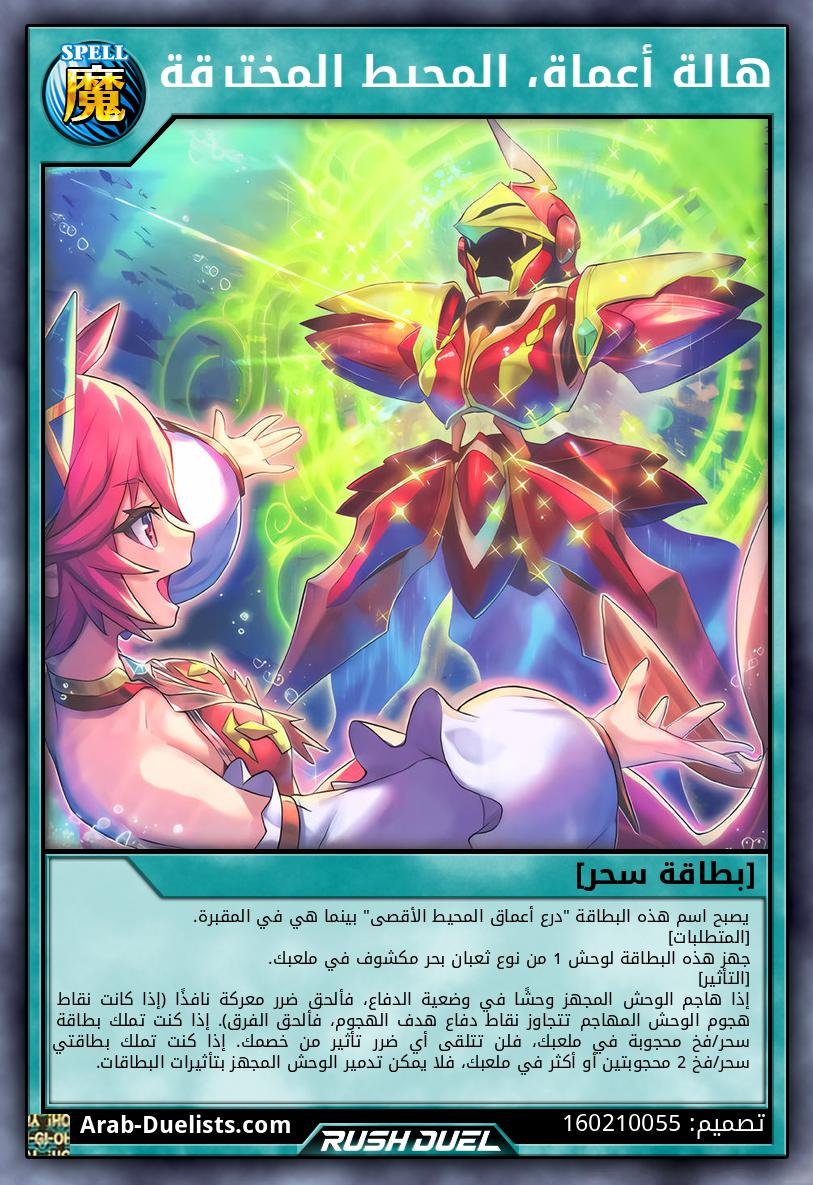 SPELL
魔
هالة أعماق المحيط المخترقة
[بطاقة سحر]
يصبح اسم هذه البطاقة "درع أعماق المحيط الأقصى" بينما هي في المقبرة.
[المتطلبات]
جهز هذه البطاقة لوحش 1 من نوع ثعبان بحر مكشوف في ملعبك.
[التأثير]
إذا هاجم الوحش المجهز وحشًا في وضعية الدفاع، فألحق ضرر معركة نافذًا (إذا كانت نقاط
هجوم الوحش المهاجم تتجاوز نقاط دفاع هدف الهجوم، فألحق الفرق). إذا كنت تملك بطاقة
سحر/فخ محجوبة في ملعبك، فلن تتلقى أي ضرر تأثير من خصمك. إذا كنت تملك بطاقتي
سحر/فخ 2 محجوبتين أو أكثر في ملعبك، فلا يمكن تدمير الوحش المجهز بتأثيرات البطاقات.
تصميم: 160210055
Arab-Duelists.com
RUSH DUEL